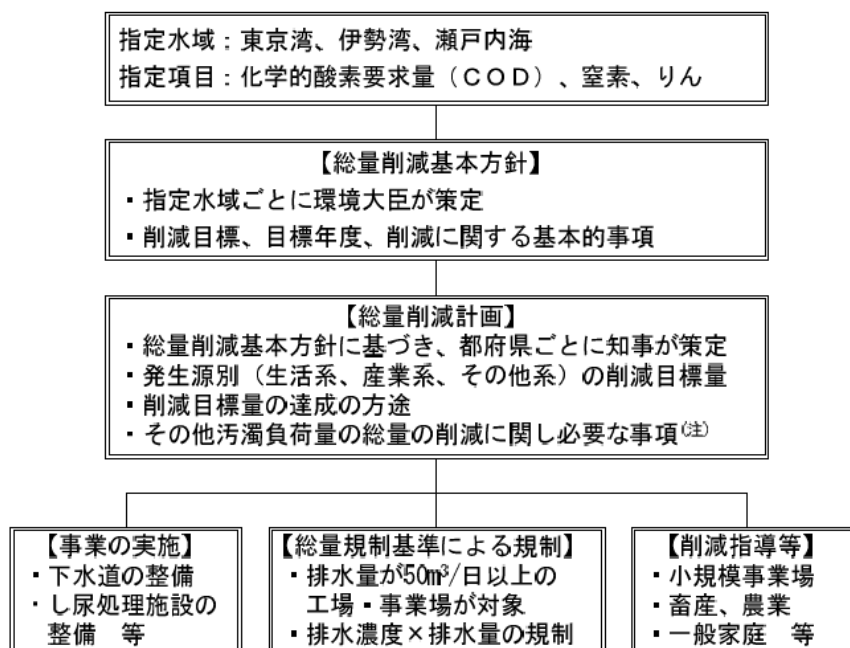 指定水域：東京湾、伊勢湾、瀬戸内海
指定項目：化学的酸素要求量（ＣＯＤ）、窒素、りん
【総量削減基本方針】
・指定水域ごとに環境大臣が策定
・削減目標、目標年度、削減に関する基本的事項
【総量削減計画】
・総量削減基本方針に基づき、都府県ごとに知事が策定
・発生源別（生活系、産業系、その他系）の削減目標量
・削減目標量の達成の方途
・その他汚濁負荷量の総量の削減に関し必要な事項(注)
【事業の実施】
・下水道の整備
・し尿処理施設の
整備　等
【総量規制基準による規制】
・排水量が50m³/日以上の
工場・事業場が対象
・排水濃度×排水量の規制
【削減指導等】
・小規模事業場
・畜産、農業
・一般家庭　等